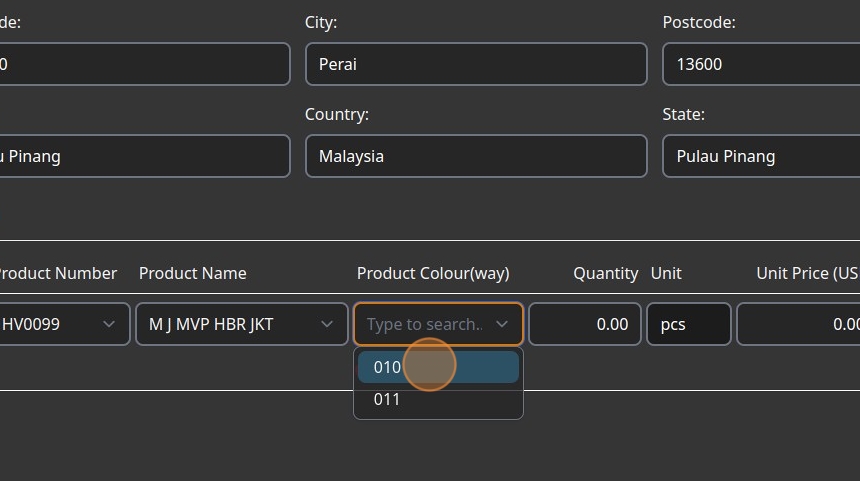 de: City: Postcode:
0 Perai 13600
Country: State:
u Pinang Malaysia Pulau Pinang
Product Number Product Name Product Colour(way) Quantity Unit Unit Price (US
HV0099 M J MVP HBR JKT Type to search.. 0.00 pcs 0.00
010
011